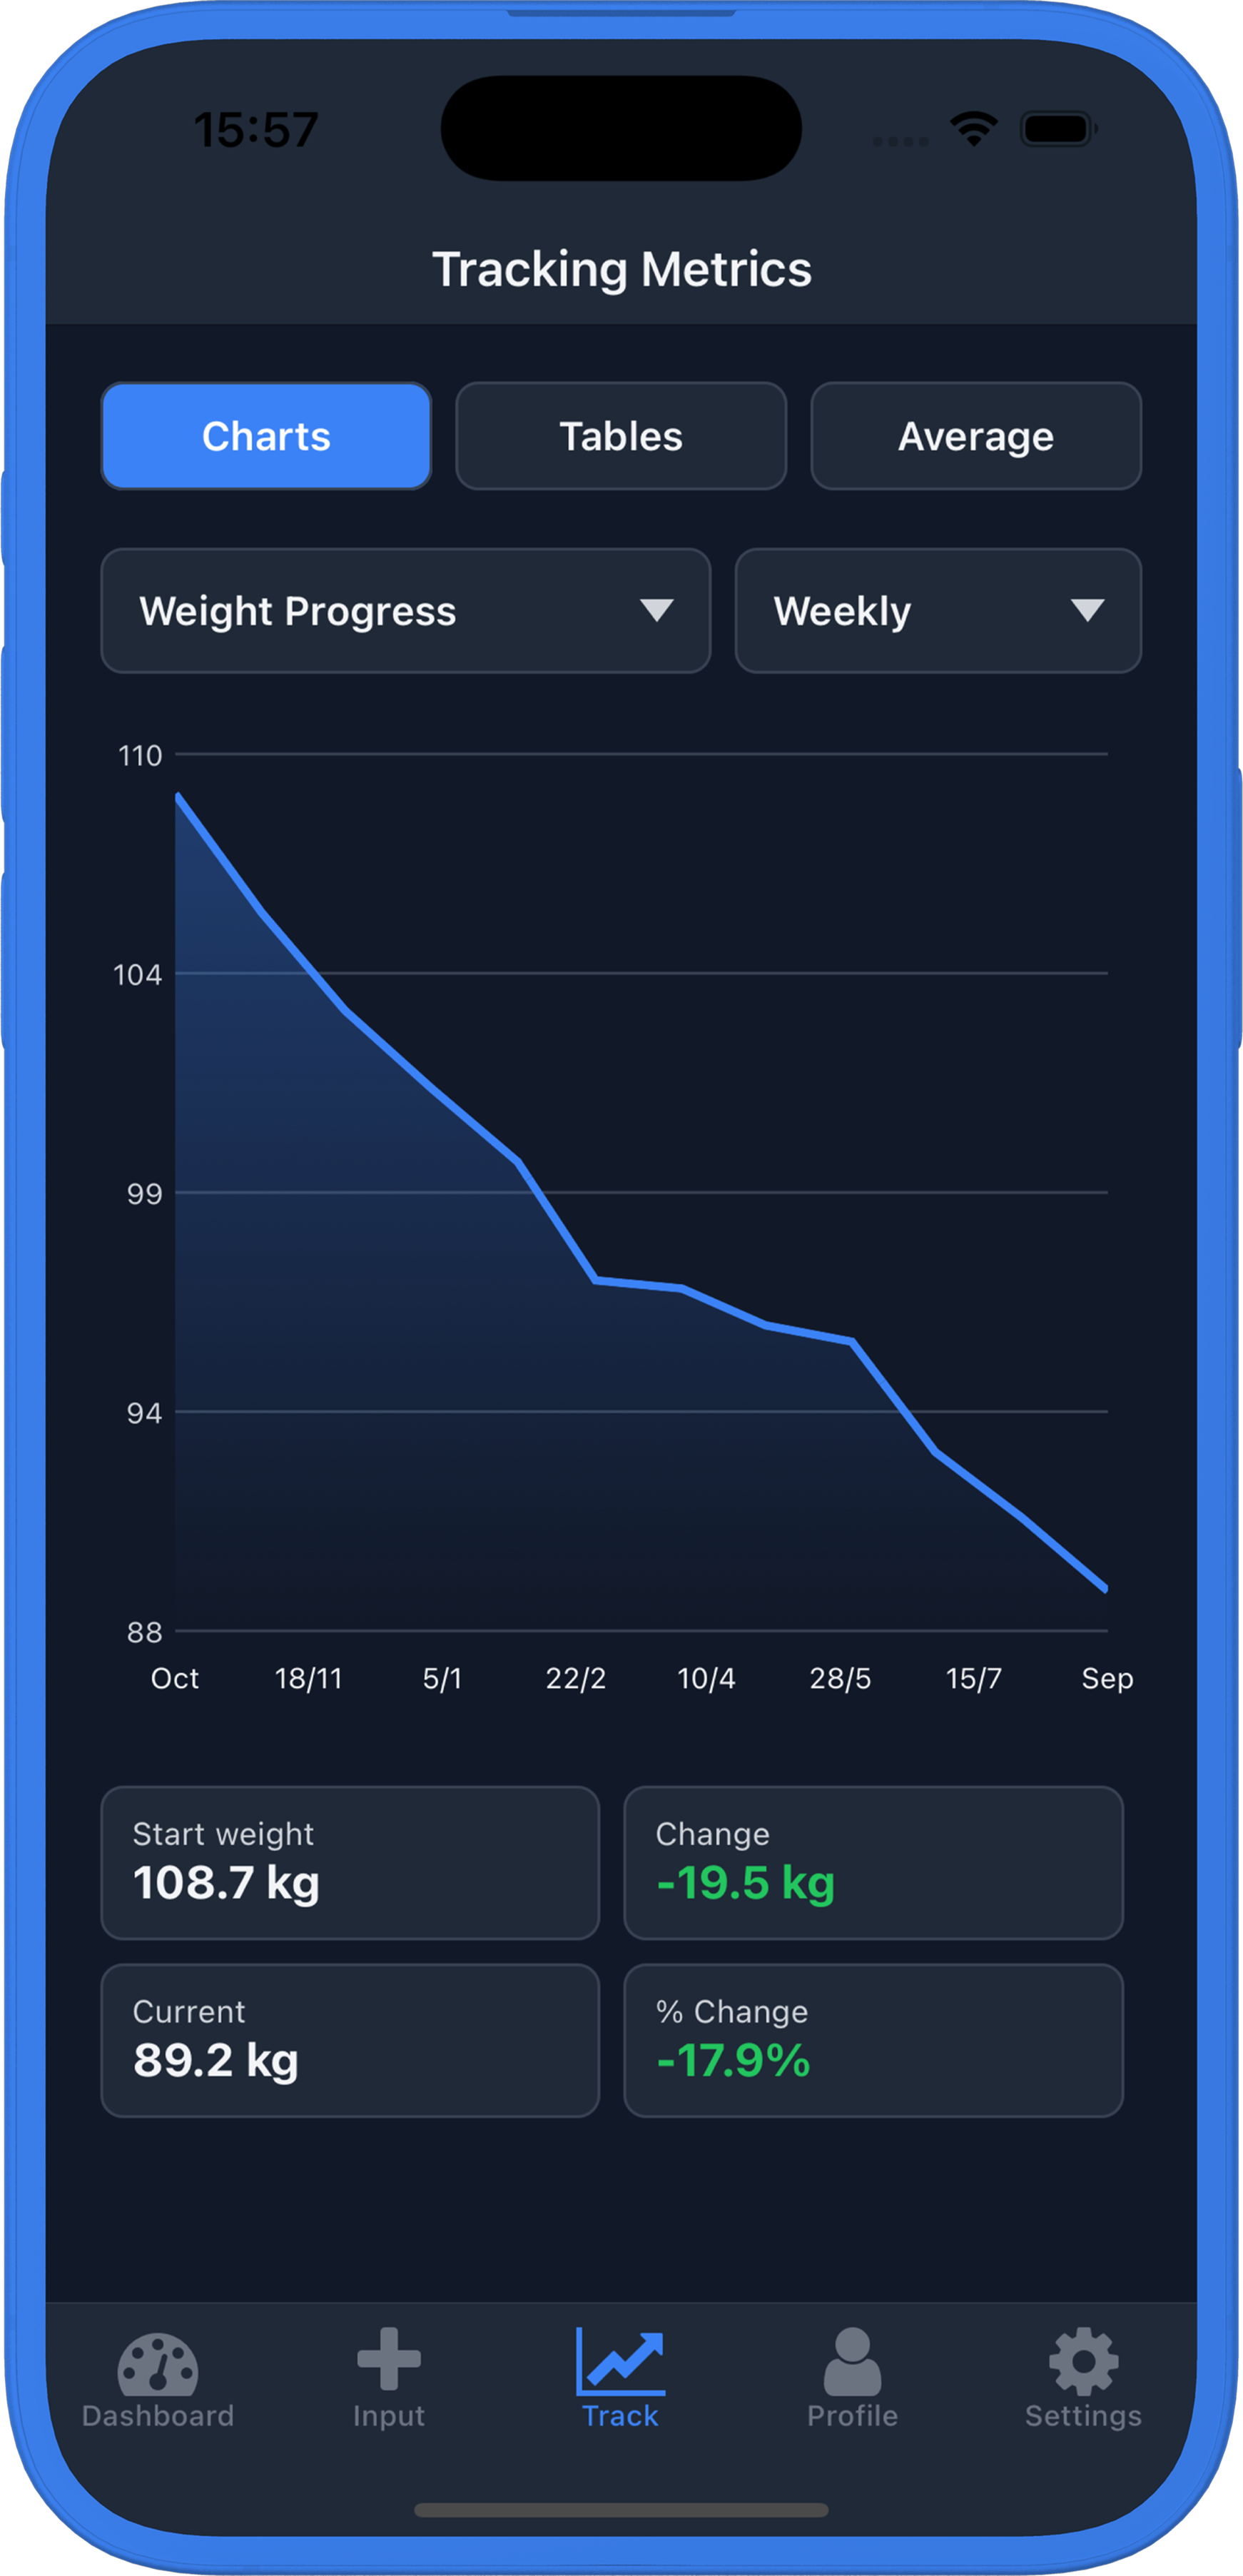 15:57
Tracking Metrics
Charts Tables Average
Weight Progress Weekly
110
104
99
94
88
Oct 18/11 5/1 22/2 10/4 28/5 15/7 Sep
Start weight
108.7 kg
Change
-19.5 kg
Current
89.2 kg
% Change
-17.9%
Dashboard Input Track Profile Settings